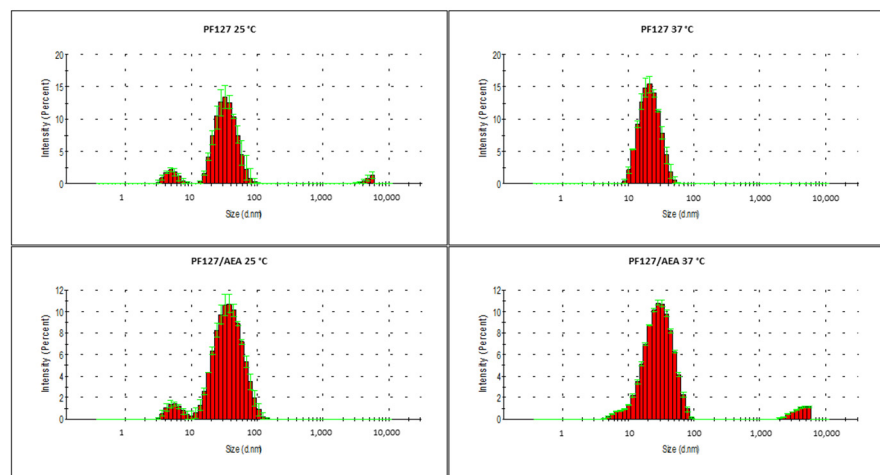 PF127 25 °C
20
15
10
5
0
Intensity (Percent)
1 10 100 1,000 10,000
Size (d.nm)
PF127 37 °C
20
15
10
5
0
Intensity (Percent)
1 10 100 1,000 10,000
Size (d.nm)
PF127/AEA 25 °C
12
10
8
6
4
2
0
Intensity (Percent)
1 10 100 1,000 10,000
Size (d.nm)
PF127/AEA 37 °C
12
10
8
6
4
2
0
Intensity (Percent)
1 10 100 1,000 10,000
Size (d.nm)